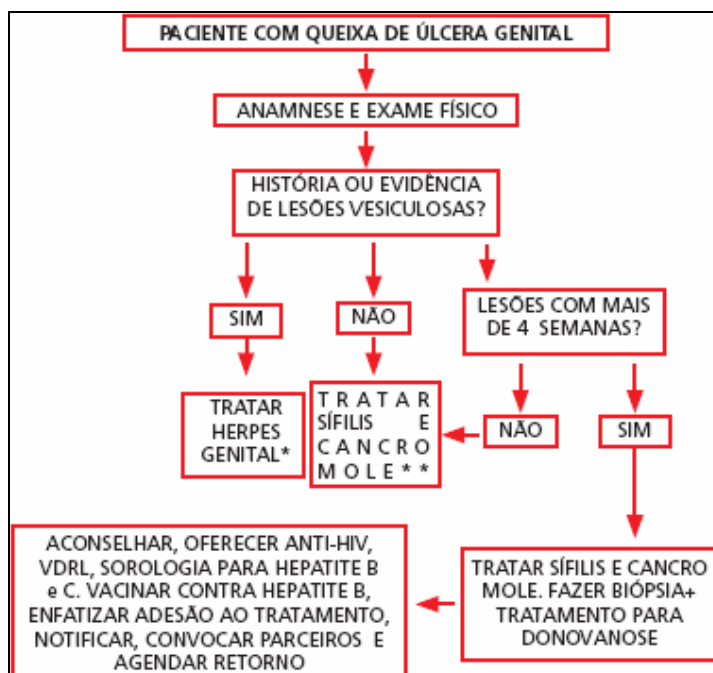 PACIENTE COM QUEIXA DE ÚLCERA GENITAL
ANAMNESE E EXAME FÍSICO
HISTÓRIA OU EVIDÊNCIA
DE LESÕES VESICULOSAS?
SIM
NÃO
LESÕES COM MAIS
DE 4 SEMANAS?
TRATAR
HERPES
GENITAL*
TRATAR
SÍFILIS E
CANCRO
MOLE**
NÃO
SIM
ACONSELHAR, OFERECER ANTI-HIV,
VDRL, SOROLOGIA PARA HEPATITE B
e C. VACINAR CONTRA HEPATITE B,
ENFATIZAR ADESÃO AO TRATAMENTO,
NOTIFICAR, CONVOCAR PARCEIROS E
AGENDAR RETORNO
TRATAR SÍFILIS E CANCRO
MOLE. FAZER BIÓPSIA+
TRATAMENTO PARA
DONOVANOSE